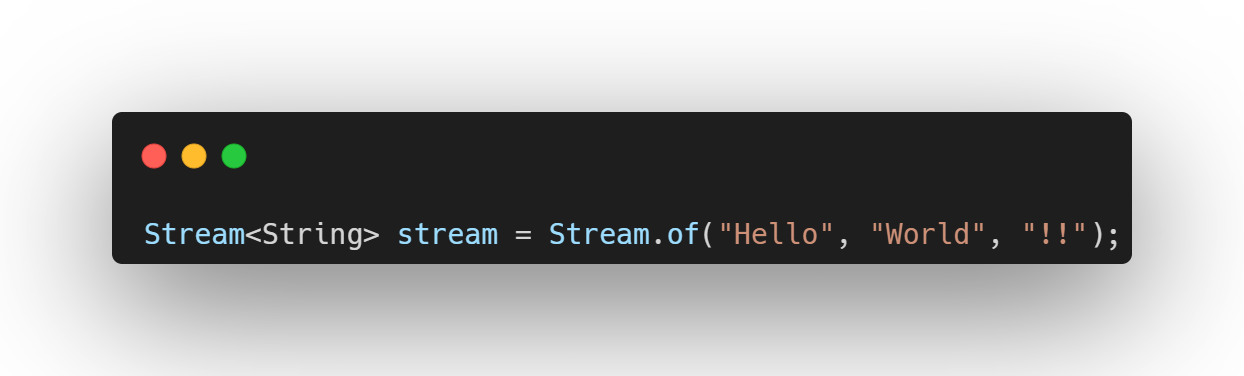 Stream<String> stream = Stream.of("Hello", "World", "!!");